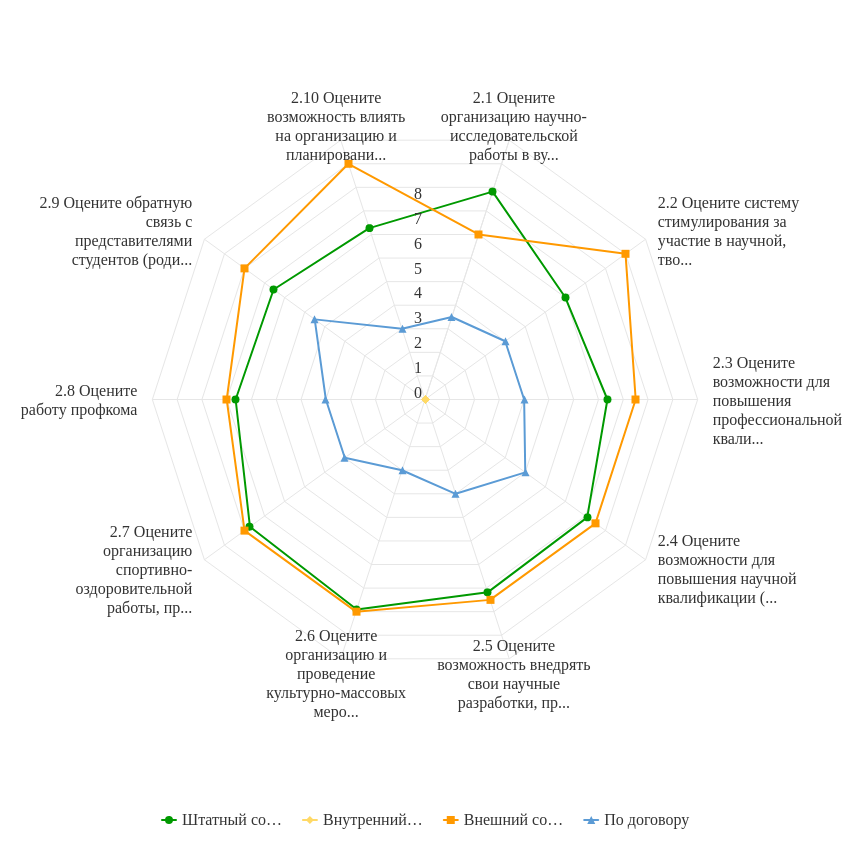 2.10 Оцените
возможность влиять
на организацию и
планировани...
2.1 Оцените
организацию научно-
исследовательской
работы в ву...
2.2 Оцените систему
стимулирования за
участие в научной,
тво...
2.3 Оцените
возможности для
повышения
профессиональной
квали...
2.4 Оцените
возможности для
повышения научной
квалификации (...
2.5 Оцените
возможность внедрять
свои научные
разработки, пр...
2.6 Оцените
организацию и
проведение
культурно-массовых
меро...
2.7 Оцените
организацию
спортивно-
оздоровительной
работы, пр...
2.8 Оцените
работу профкома
2.9 Оцените обратную
связь с
представителями
студентов (роди...
8
7
6
5
4
3
2
1
0
Штатный со… Внутренний… Внешний со… По договору